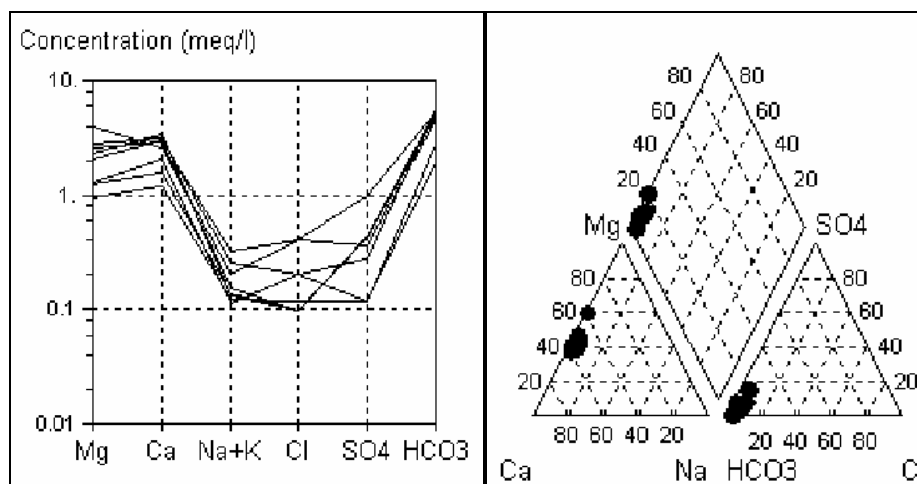 Concentration (meq/l)
10.
1.
0.1
0.01
Mg Ca Na+K Cl SO4 HCO3
80 80
60 60
40 40
20 20
Mg SO4
80 80
60 60
40 40
20 20
80 60 40 20 20 40 60 80
Ca Na HCO3 C